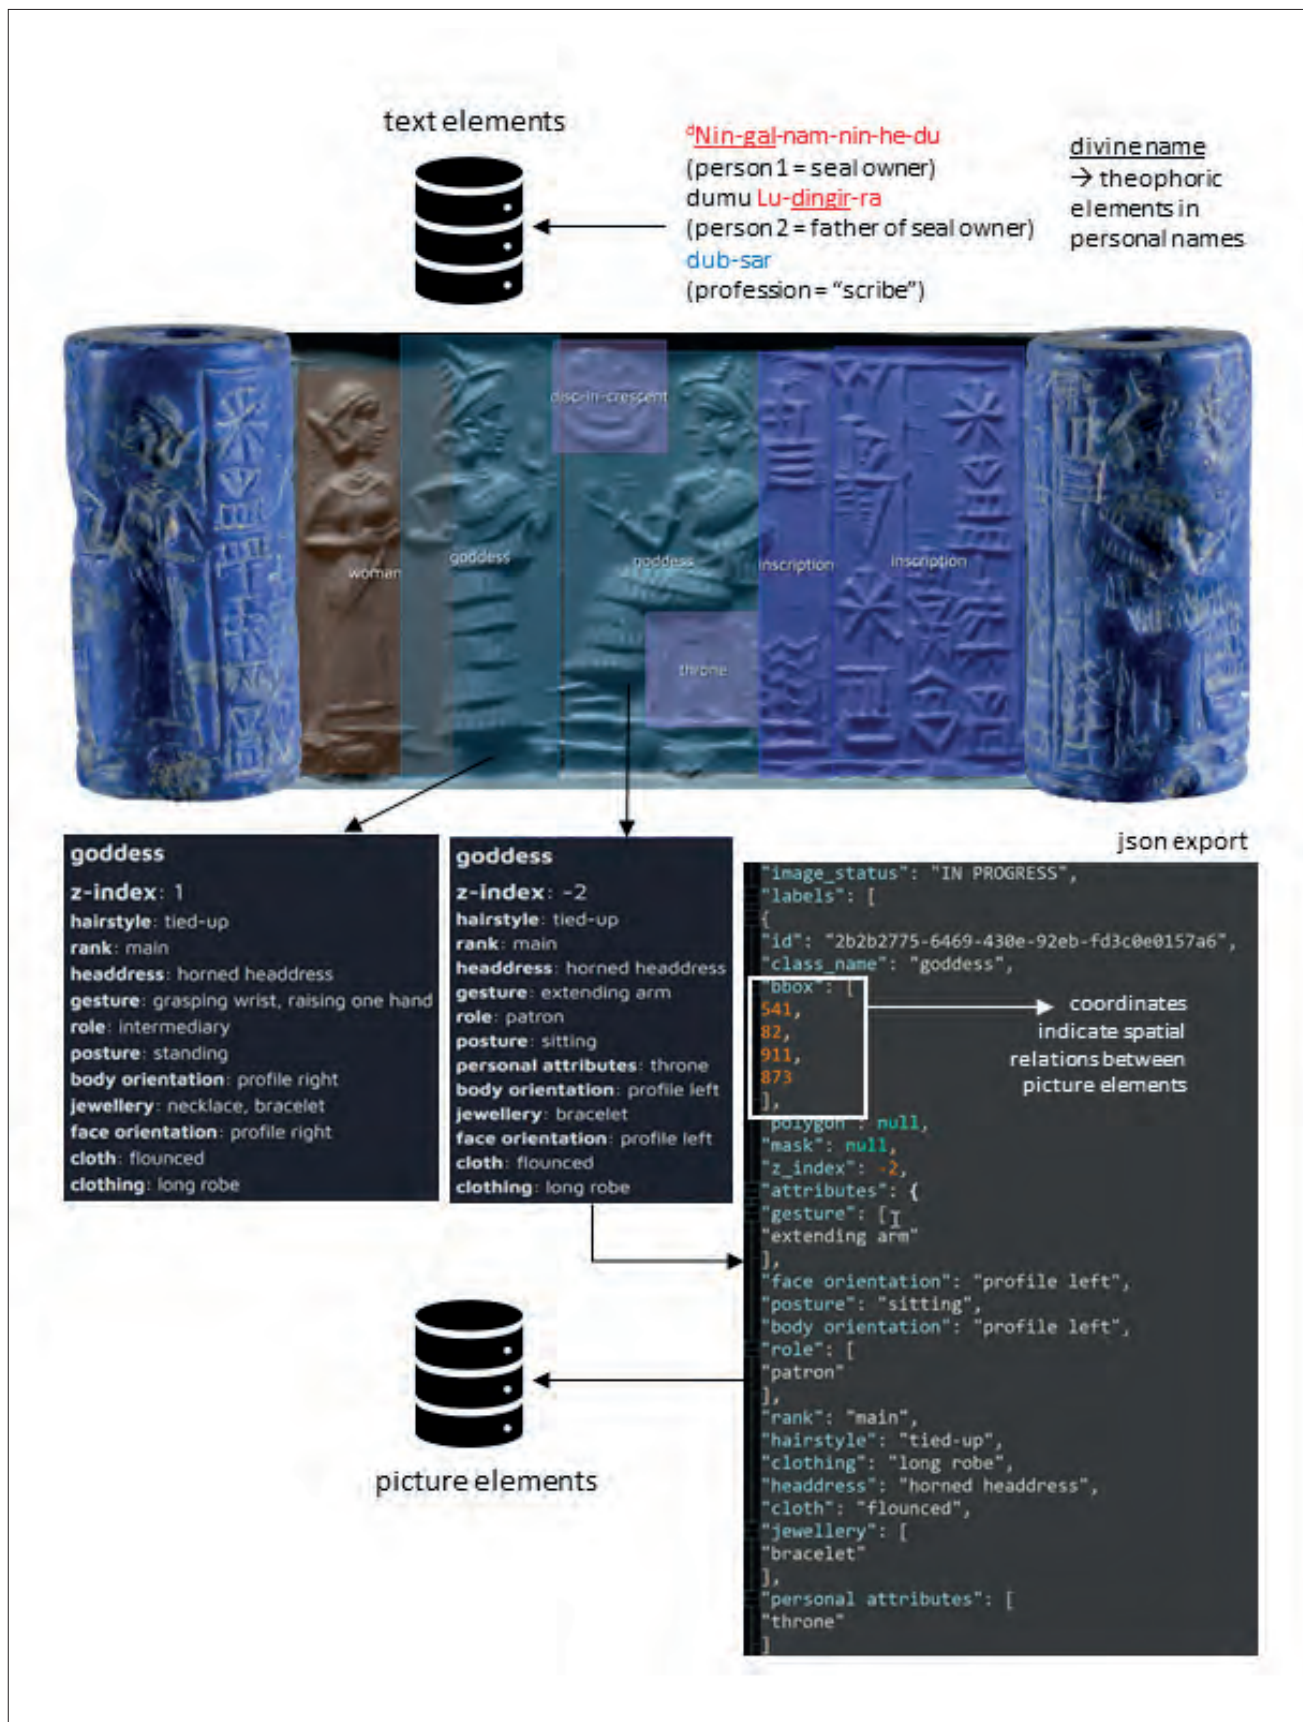 text elements
ᵈNin-gal-nam-nin-he-du
(person 1 = seal owner)
dumu Lu-dingir-ra
(person 2 = father of seal owner)
dub-sar
(profession = “scribe”)
divine name
→ theophoric
elements in
personal names
woman
goddess
disc-in-crescent
goddess
throne
inscription
inscription
goddess
z-index: 1
hairstyle: tied-up
rank: main
headdress: horned headdress
gesture: grasping wrist, raising one hand
role: intermediary
posture: standing
body orientation: profile right
jewellery: necklace, bracelet
face orientation: profile right
cloth: flounced
clothing: long robe
goddess
z-index: -2
hairstyle: tied-up
rank: main
headdress: horned headdress
gesture: extending arm
role: patron
posture: sitting
personal attributes: throne
body orientation: profile left
jewellery: bracelet
face orientation: profile left
cloth: flounced
clothing: long robe
json export
"image_status": "IN PROGRESS",
"labels": [
{
"id": "2b2b2775-6469-430e-92eb-fd3c0e0157a6",
"class_name": "goddess",
"bbox": [
541,
82,
911,
873
],
"polygon": null,
"mask": null,
"z_index": -2,
"attributes": {
"gesture": [
"extending arm"
],
"face orientation": "profile left",
"posture": "sitting",
"body orientation": "profile left",
"role": [
"patron"
],
"rank": "main",
"hairstyle": "tied-up",
"clothing": "long robe",
"headdress": "horned headdress",
"cloth": "flounced",
"jewellery": [
"bracelet"
],
"personal attributes": [
"throne"
]
coordinates
indicate spatial
relations between
picture elements
picture elements